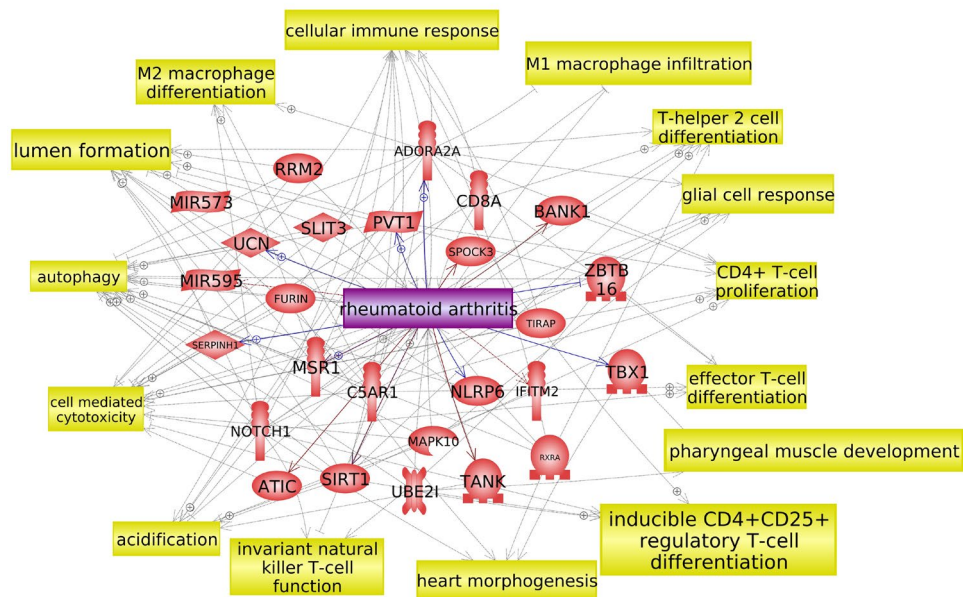 cellular immune response
M1 macrophage infiltration
M2 macrophage
differentiation
T-helper 2 cell
differentiation
lumen formation
ADORA2A
RRM2
glial cell response
MIR573
CD8A
BANK1
PVT1
SLIT3
UCN
SPOCK3
autophagy
ZBTB
16
CD4+ T-cell
proliferation
MIR595
FURIN
rheumatoid arthritis
TIRAP
SERPINH1
MSR1
C5AR1
NLRP6
IFITM2
TBX1
effector T-cell
differentiation
cell mediated
cytotoxicity
NOTCH1
MAPK10
RXRA
pharyngeal muscle development
ATIC
SIRT1
UBE2I
TANK
inducible CD4+CD25+
regulatory T-cell
differentiation
acidification
invariant natural
killer T-cell
function
heart morphogenesis